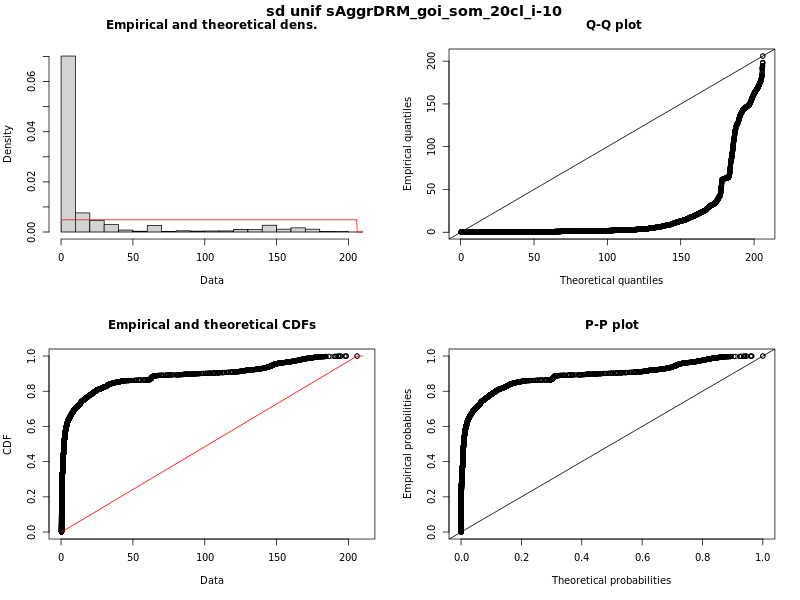 sd unif sAggrDRM_goi_som_20cl_i-10
Empirical and theoretical dens.
Density
0.00 0.02 0.04 0.06
0 50 100 150 200
Data
Q-Q plot
Empirical quantiles
0 50 100 150 200
0 50 100 150 200
Theoretical quantiles
Empirical and theoretical CDFs
CDF
0.0 0.2 0.4 0.6 0.8 1.0
0 50 100 150 200
Data
P-P plot
Empirical probabilities
0.0 0.2 0.4 0.6 0.8 1.0
0.0 0.2 0.4 0.6 0.8 1.0
Theoretical probabilities